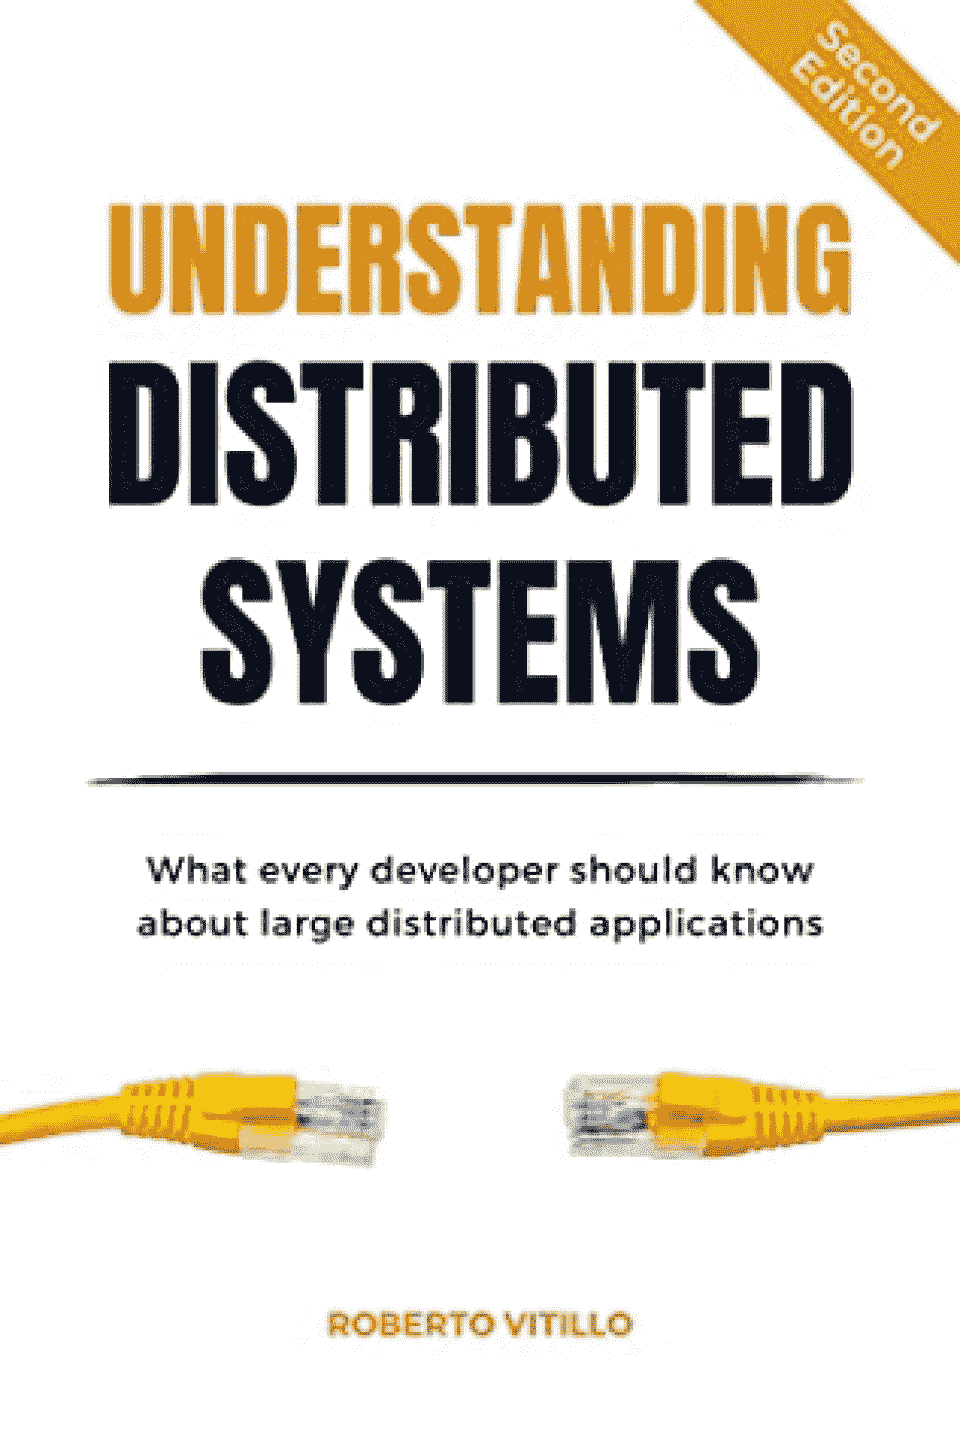 Second
Edition
UNDERSTANDING
DISTRIBUTED
SYSTEMS
What every developer should know
about large distributed applications
ROBERTO VITILLO